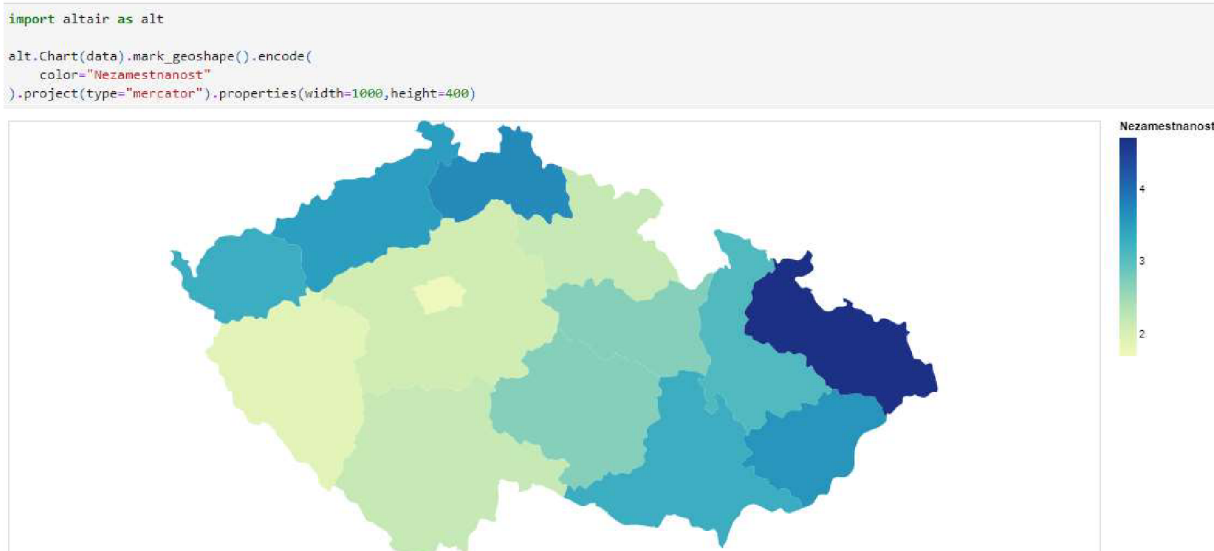 import altair as alt
alt.Chart(data).mark_geoshape().encode(
    color="Nezamestnanost"
).project(type="mercator").properties(width=1000,height=400)
Nezamestnanost
4
3
2